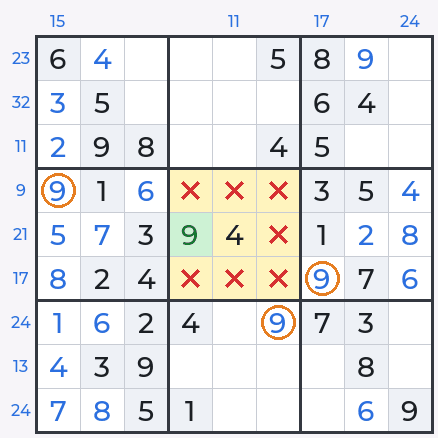 15 11 17 24
23 6 4 5 8 9
32 3 5 6 4
11 2 9 8 4 5
9 9 1 6 × × × 3 5 4
21 5 7 3 9 4 × 1 2 8
17 8 2 4 × × × 9 7 6
24 1 6 2 4 9 7 3
13 4 3 9 8
24 7 8 5 1 6 9